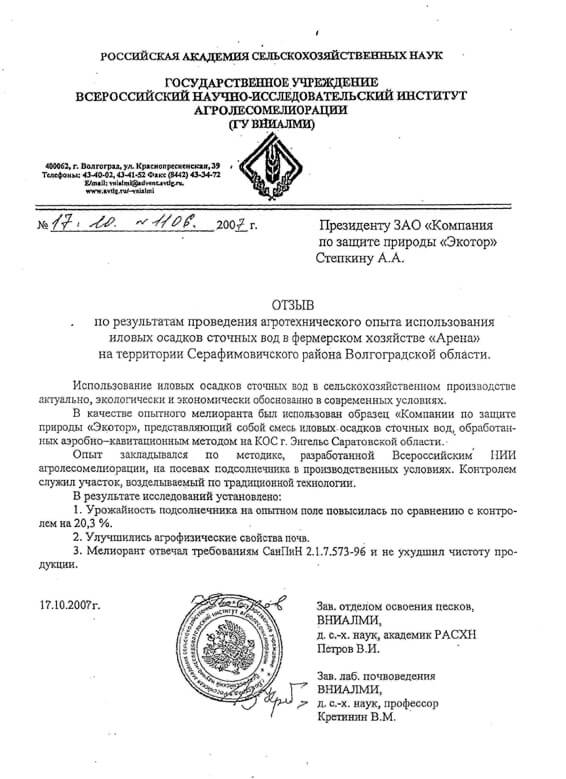 РОССИЙСКАЯ АКАДЕМИЯ СЕЛЬСКОХОЗЯЙСТВЕННЫХ НАУК
ГОСУДАРСТВЕННОЕ УЧРЕЖДЕНИЕ
ВСЕРОССИЙСКИЙ НАУЧНО-ИССЛЕДОВАТЕЛЬСКИЙ ИНСТИТУТ
АГРОЛЕСОМЕЛИОРАЦИИ
(ГУ ВНИАЛМИ)
400062, г. Волгоград, ул. Краснопресненская, 39
Телефоны: 43-40-02, 43-41-52 Факс (8442) 43-34-72
E/mail; vnialmi@advent.avtlg.ru.
www.avtlg.ru/~vnialmi
№ 17. 10. N 1106. 2007 г.
Президенту ЗАО «Компания
по защите природы «Экотор»
Степкину А.А.
ОТЗЫВ
по результатам проведения агротехнического опыта использования
иловых осадков сточных вод в фермерском хозяйстве «Арена»
на территории Серафимовичского района Волгоградской области.
Использование иловых осадков сточных вод в сельскохозяйственном производстве
актуально, экологически и экономически обоснованно в современных условиях.
В качестве опытного мелиоранта был использован образец «Компании по защите
природы «Экотор», представляющий собой смесь иловых осадков сточных вод, обработан-
ных аэробно–кавитационным методом на КОС г. Энгельс Саратовской области.
Опыт закладывался по методике, разработанной Всероссийским НИИ
агролесомелиорации, на посевах подсолнечника в производственных условиях. Контролем
служил участок, возделываемый по традиционной технологии.
В результате исследований установлено:
1. Урожайность подсолнечника на опытном поле повысилась по сравнению с контро-
лем на 20,3 %.
2. Улучшились агрофизические свойства почв.
3. Мелиорант отвечал требованиям СанПиН 2.1.7.573-96 и не ухудшил чистоту про-
дукции.
17.10.2007г.
Зав. отделом освоения песков,
ВНИАЛМИ,
д. с.-х. наук, академик РАСХН
Петров В.И.
Зав. лаб. почвоведения
ВНИАЛМИ,
д. с.-х. наук, профессор
Кретинин В.М.